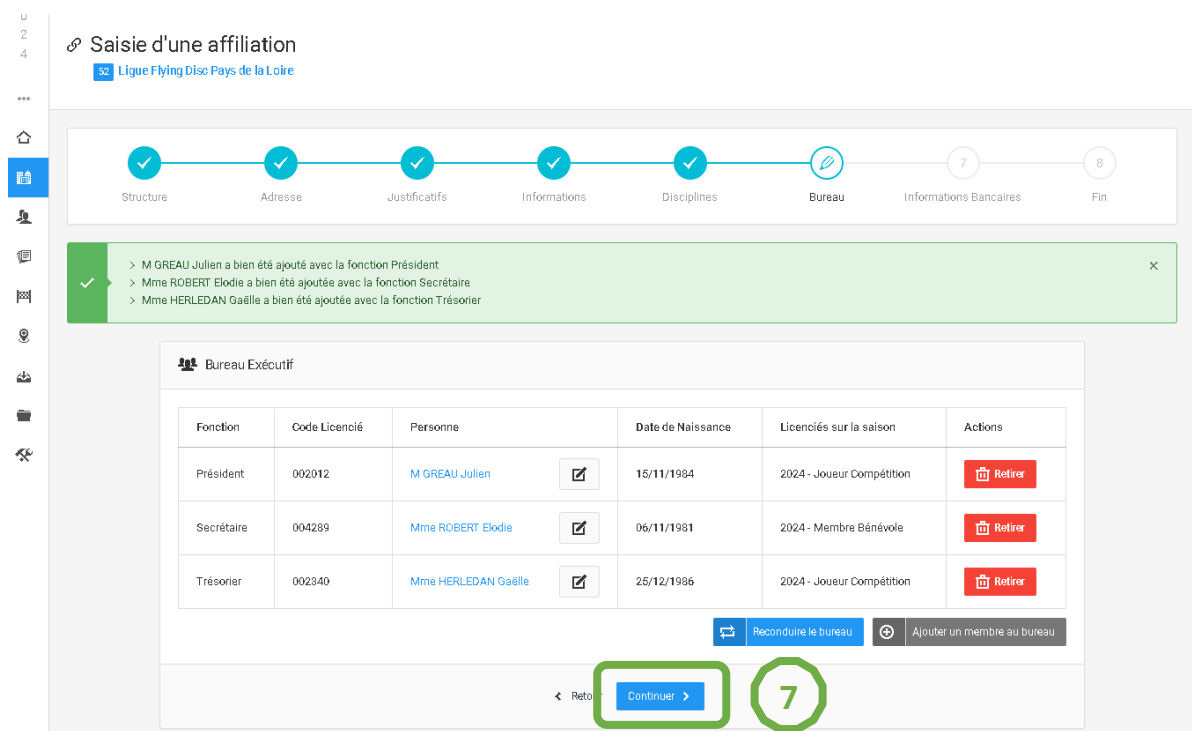 0
2
4
Saisie d'une affiliation
52 Ligue Flying Disc Pays de la Loire
7 8
Structure Adresse Justificatifs Informations Disciplines Bureau Informations Bancaires Fin
> M GREAU Julien a bien été ajouté avec la fonction Président
> Mme ROBERT Elodie a bien été ajoutée avec la fonction Secrétaire
> Mme HERLEDAN Gaëlle a bien été ajoutée avec la fonction Trésorier
Bureau Exécutif
Fonction Code Licencié Personne Date de Naissance Licenciés sur la saison Actions
Président 002012 M GREAU Julien 15/11/1984 2024 - Joueur Compétition Retirer
Secrétaire 004289 Mme ROBERT Elodie 06/11/1981 2024 - Membre Bénévole Retirer
Trésorier 002340 Mme HERLEDAN Gaëlle 25/12/1986 2024 - Joueur Compétition Retirer
Reconduire le bureau Ajouter un membre au bureau
Retour Continuer 7